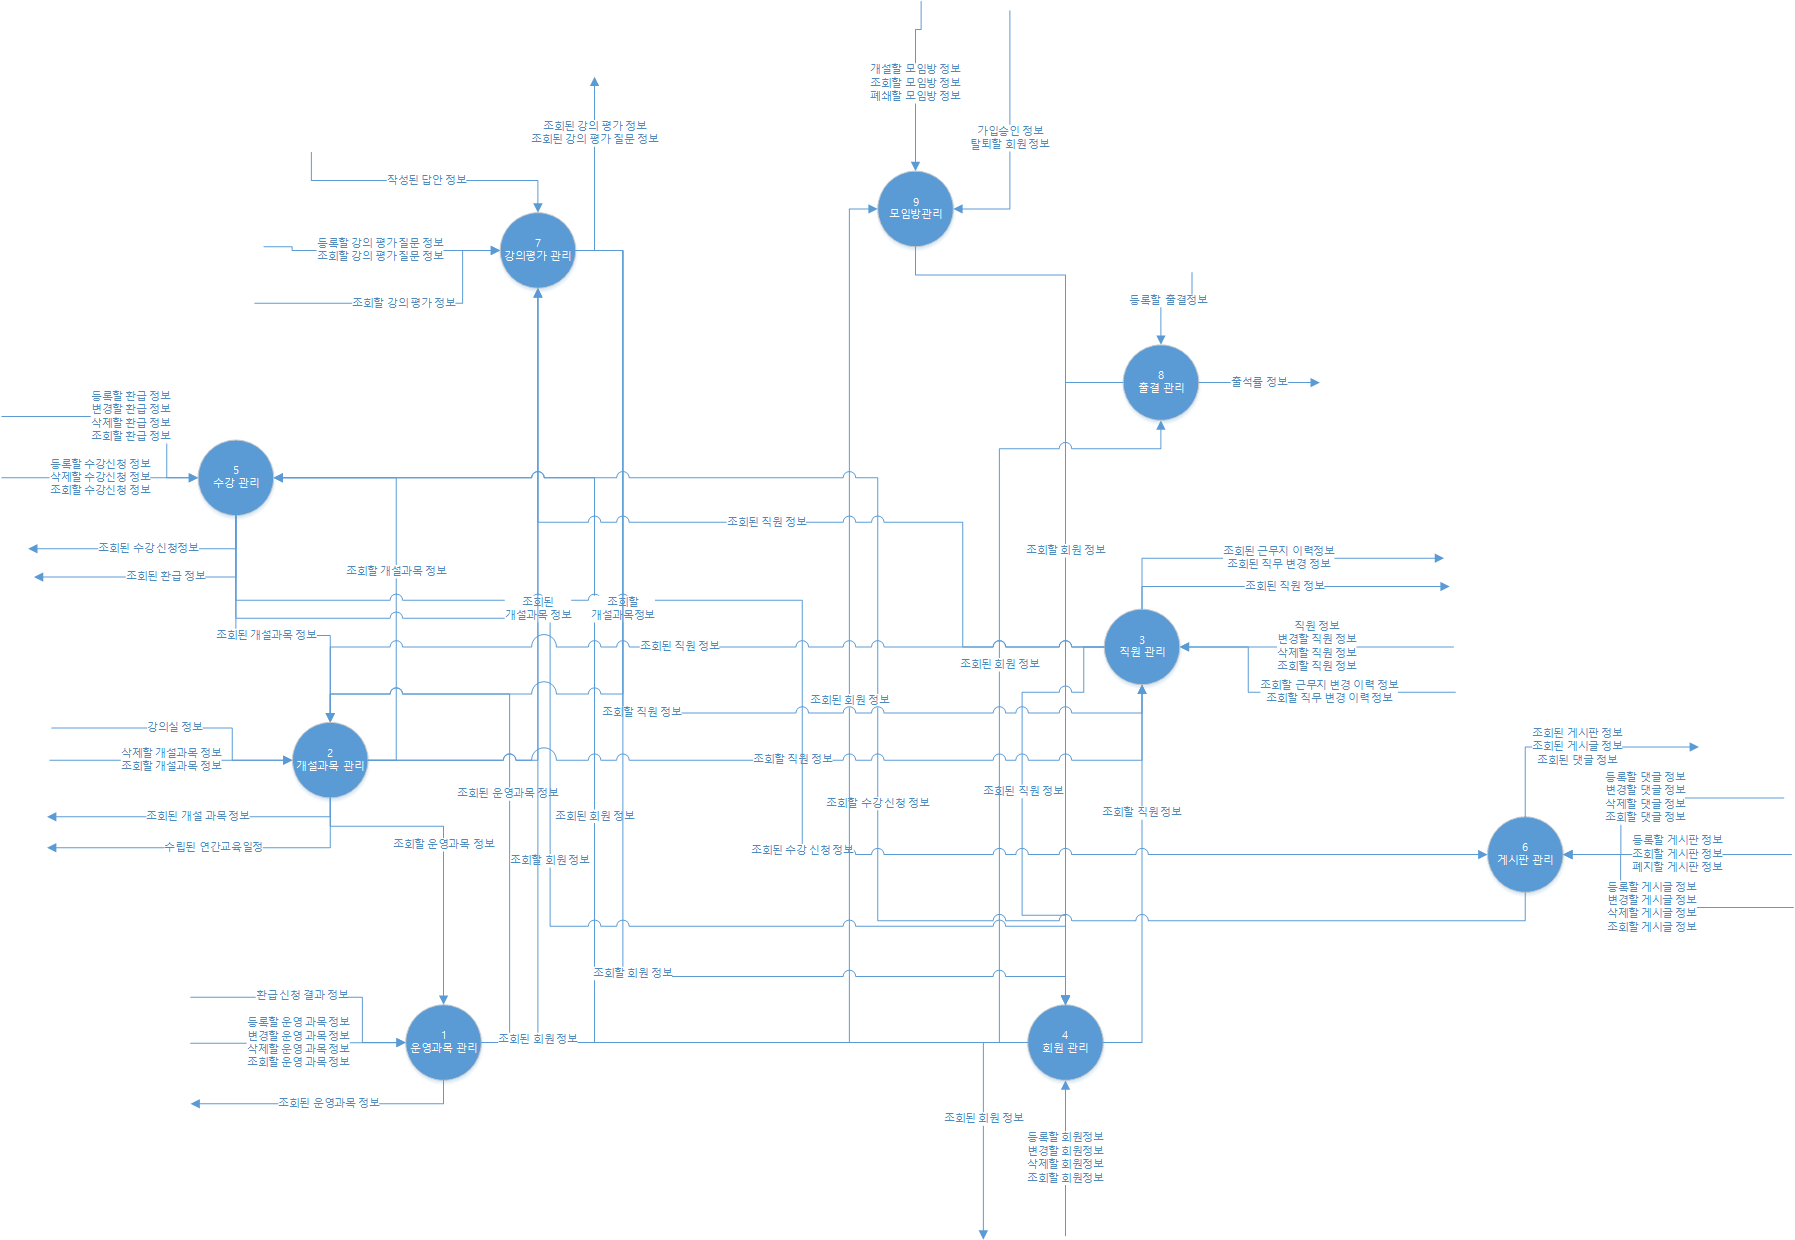 개설할 모임방 정보
조회할 모임방 정보
폐쇄할 모임방 정보
가입승인 정보
탈퇴할 회원 정보
조회된 강의 평가 정보
조회된 강의 평가 질문 정보
작성된 답안 정보
9
모임방관리
7
강의평가 관리
등록할 강의 평가 질문 정보
조회할 강의 평가 질문 정보
조회할 강의 평가 정보
등록할 출결정보
8
출결 관리
출석률 정보
등록할 환급 정보
변경할 환급 정보
삭제할 환급 정보
조회할 환급 정보
등록할 수강신청 정보
삭제할 수강신청 정보
조회할 수강신청 정보
5
수강 관리
조회된 직원 정보
조회된 수강 신청정보
조회된 환급 정보
조회할 개설과목 정보
조회할 회원 정보
조회된 근무지 이력정보
조회된 직무 변경 정보
조회된 직원 정보
조회된
개설과목 정보
조회할
개설과목정보
조회된 개설과목 정보
조회된 직원 정보
조회된 회원 정보
3
직원 관리
직원 정보
변경할 직원 정보
삭제할 직원 정보
조회할 직원 정보
조회할 근무지 변경 이력 정보
조회할 직무 변경 이력 정보
조회된 회원 정보
조회할 직원 정보
강의실 정보
삭제할 개설과목 정보
조회할 개설과목 정보
2
개설과목 관리
조회할 직원 정보
조회된 게시판 정보
조회된 게시글 정보
조회된 댓글 정보
등록할 댓글 정보
변경할 댓글 정보
삭제할 댓글 정보
조회할 댓글 정보
조회된 운영과목 정보
조회된 직원 정보
조회할 수강 신청 정보
조회할 직원 정보
조회된 개설 과목 정보
조회된 회원 정보
수립된 연간교육일정
조회할 운영과목 정보
조회할 회원 정보
조회된 수강 신청 정보
6
게시판 관리
등록할 게시판 정보
조회할 게시판 정보
폐지할 게시판 정보
등록할 게시글 정보
변경할 게시글 정보
삭제할 게시글 정보
조회할 게시글 정보
조회할 회원 정보
환급 신청 결과 정보
등록할 운영 과목 정보
변경할 운영 과목 정보
삭제할 운영 과목 정보
조회할 운영 과목 정보
1
운영과목 관리
조회된 회원 정보
4
회원 관리
조회된 운영과목 정보
조회된 회원 정보
등록할 회원정보
변경할 회원정보
삭제할 회원정보
조회할 회원정보